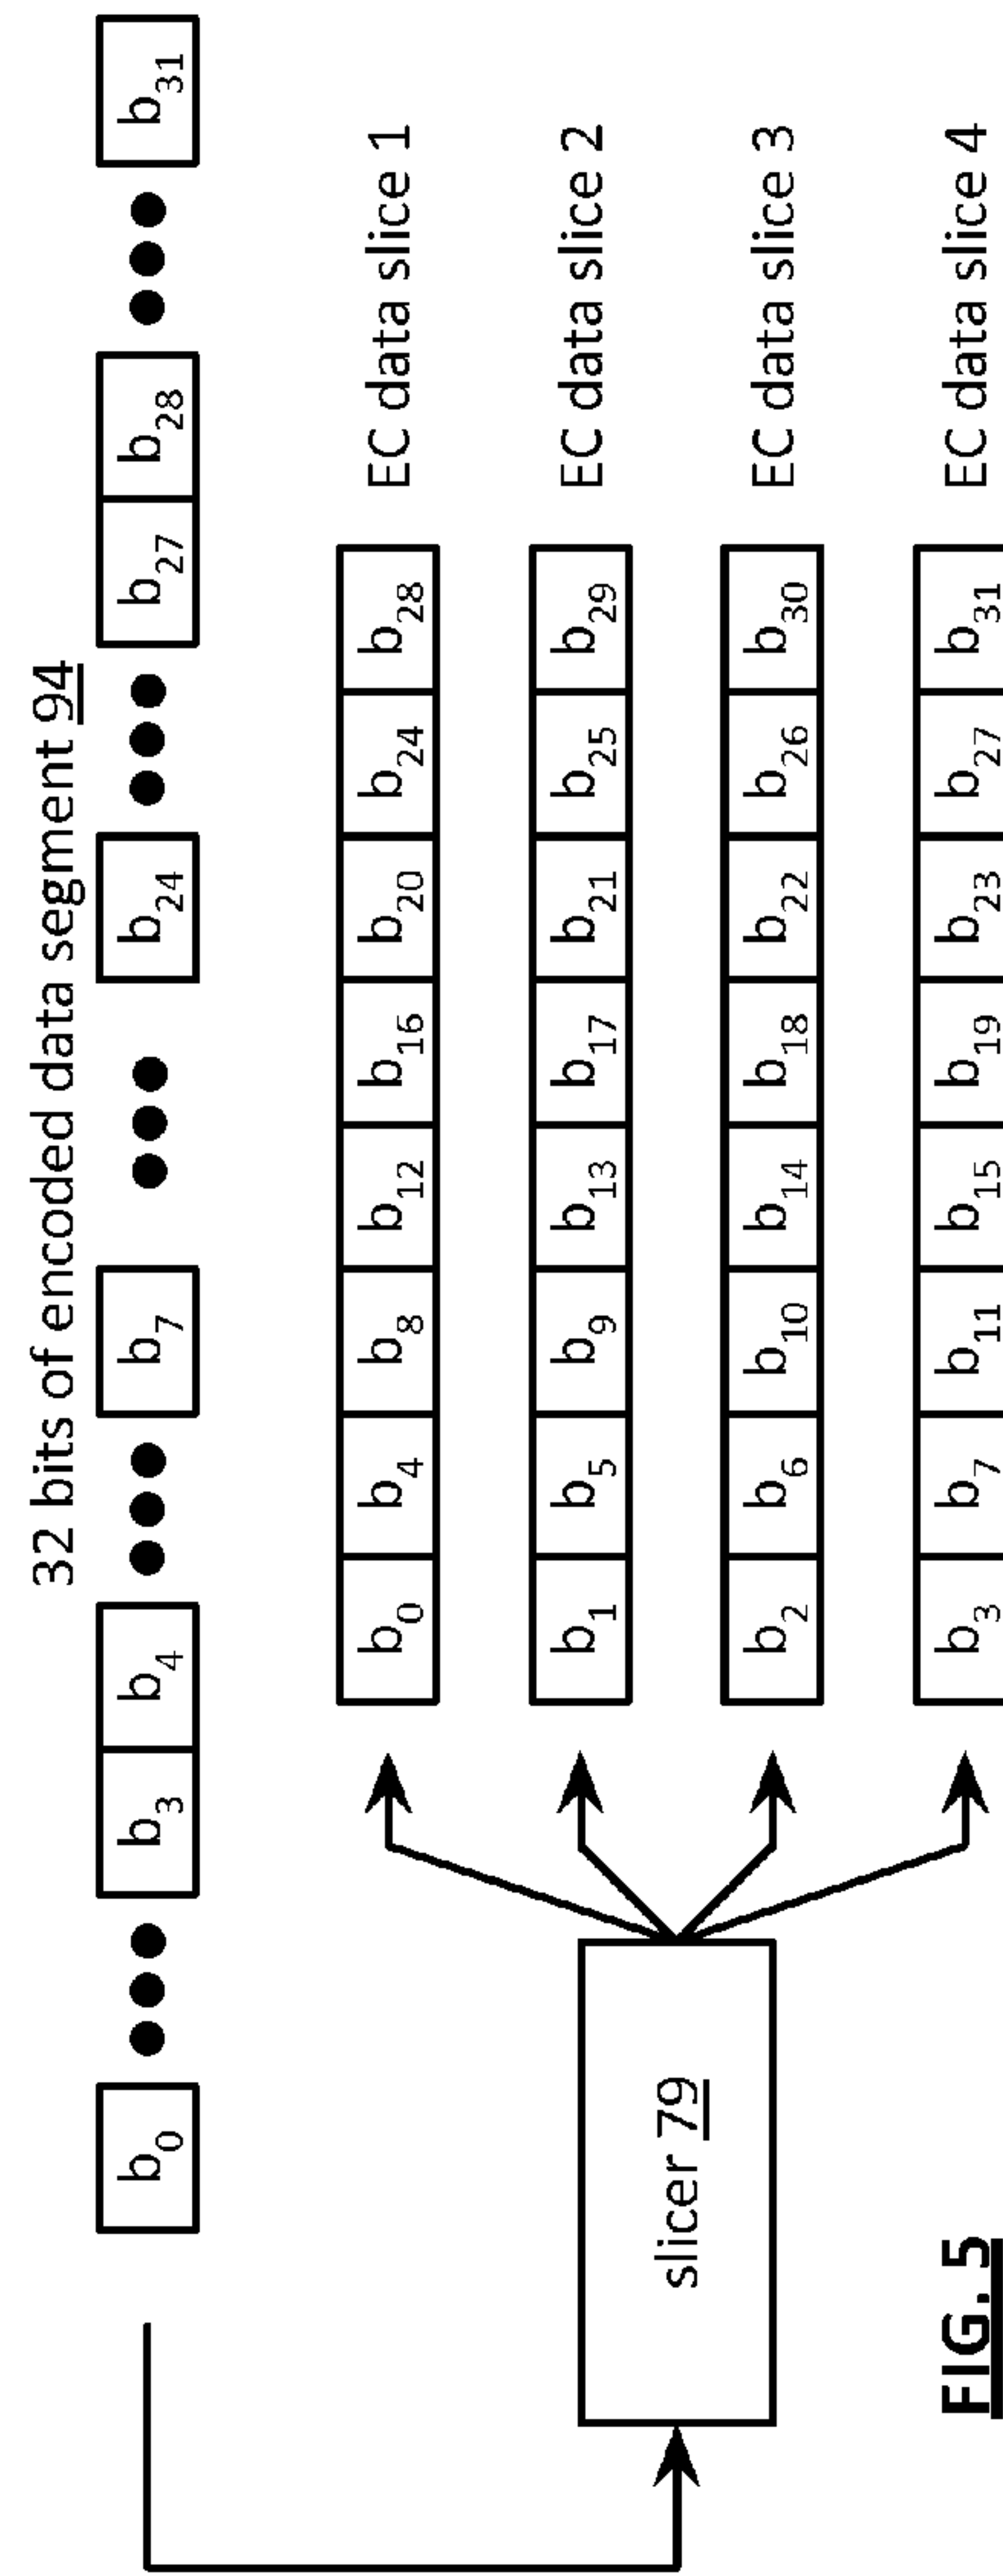 32 bits of encoded data segment 94
b0 ●●● b3 b4 ●●● b7 ●●● b24 ●●● b27 b28 ●●● b31
b0 b4 b8 b12 b16 b20 b24 b28 EC data slice 1
b1 b5 b9 b13 b17 b21 b25 b29 EC data slice 2
slicer 79
b2 b6 b10 b14 b18 b22 b26 b30 EC data slice 3
b3 b7 b11 b15 b19 b23 b27 b31 EC data slice 4
FIG. 5